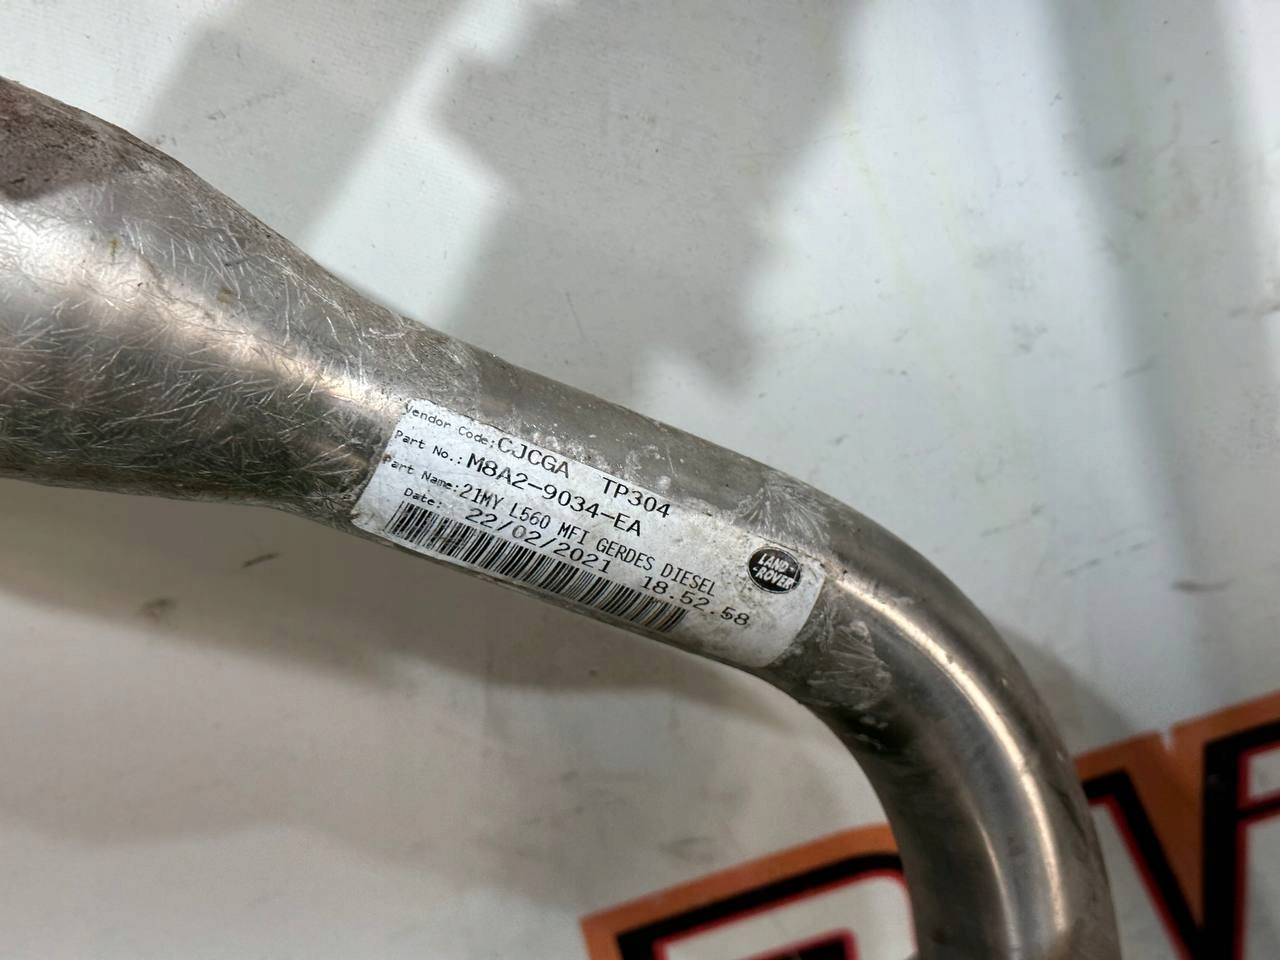 Vendor Code:CJCGA TP304
Part No.:M8A2-9034-EA
Part Name:21MY L560 MFI GERDES DIESEL
Date: 22/02/2021 18.52.58
LAND-
-ROVER